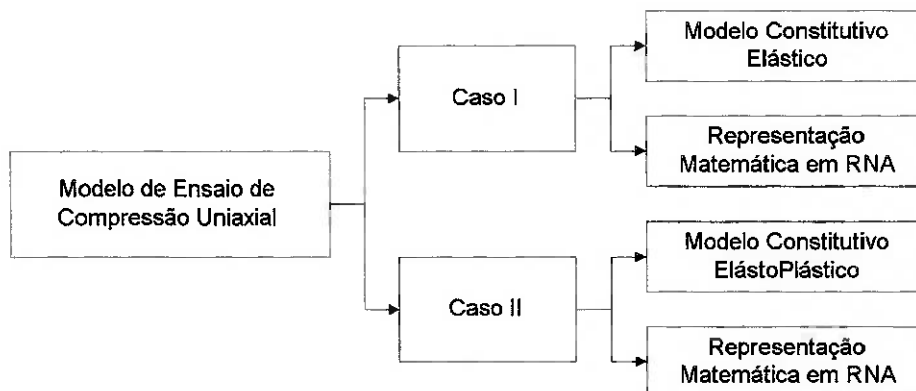 Modelo Constitutivo
Elástico
Caso I
Representação
Matemática em RNA
Modelo de Ensaio de
Compressão Uniaxial
Modelo Constitutivo
ElástoPlástico
Caso II
Representação
Matemática em RNA